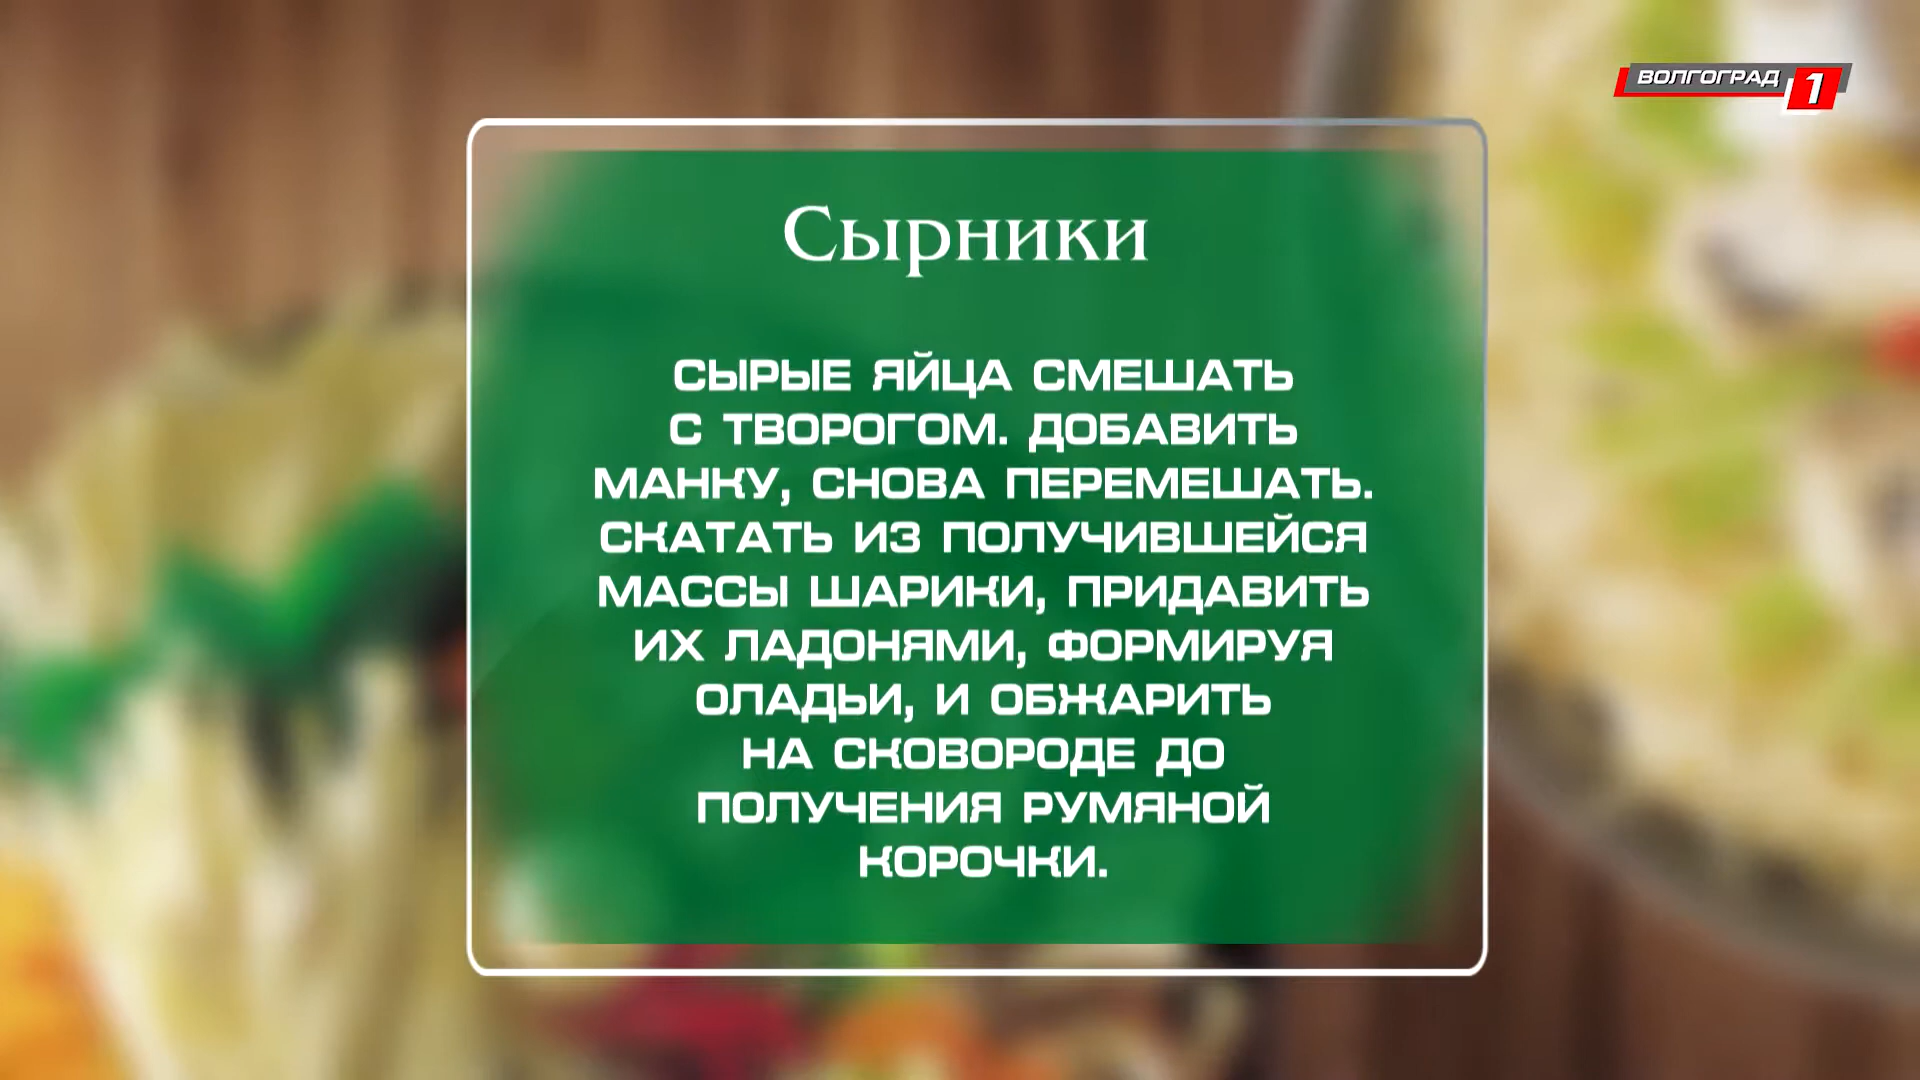 ВОЛГОГРАД 1
Сырники
СЫРЫЕ ЯЙЦА СМЕШАТЬ
С ТВОРОГОМ. ДОБАВИТЬ
МАНКУ, СНОВА ПЕРЕМЕШАТЬ.
СКАТАТЬ ИЗ ПОЛУЧИВШЕЙСЯ
МАССЫ ШАРИКИ, ПРИДАВИТЬ
ИХ ЛАДОНЯМИ, ФОРМИРУЯ
ОЛАДЬИ, И ОБЖАРИТЬ
НА СКОВОРОДЕ ДО
ПОЛУЧЕНИЯ РУМЯНОЙ
КОРОЧКИ.